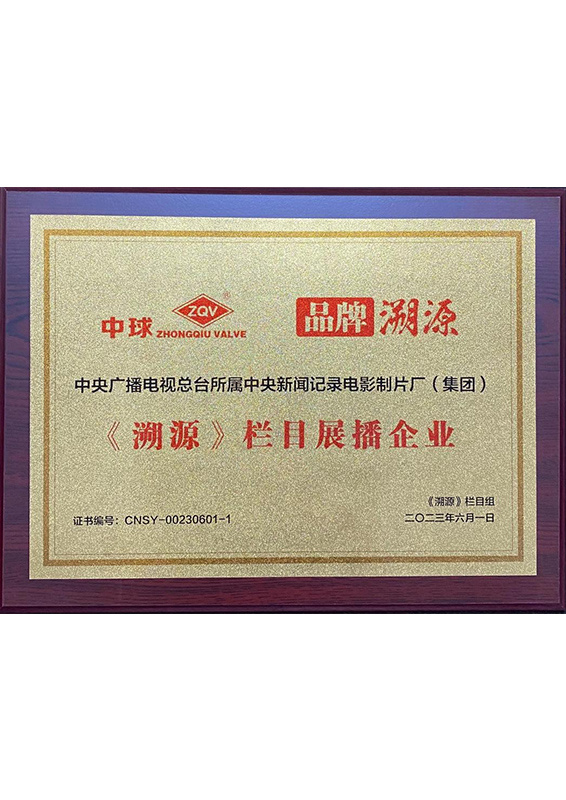 中球 ZQV ® ZHONGQIU VALVE 品牌 溯源
中央广播电视总台所属中央新闻记录电影制片厂（集团）
《溯源》栏目展播企业
《溯源》栏目组
证书编号：CNSY-00230601-1 二〇二三年六月一日